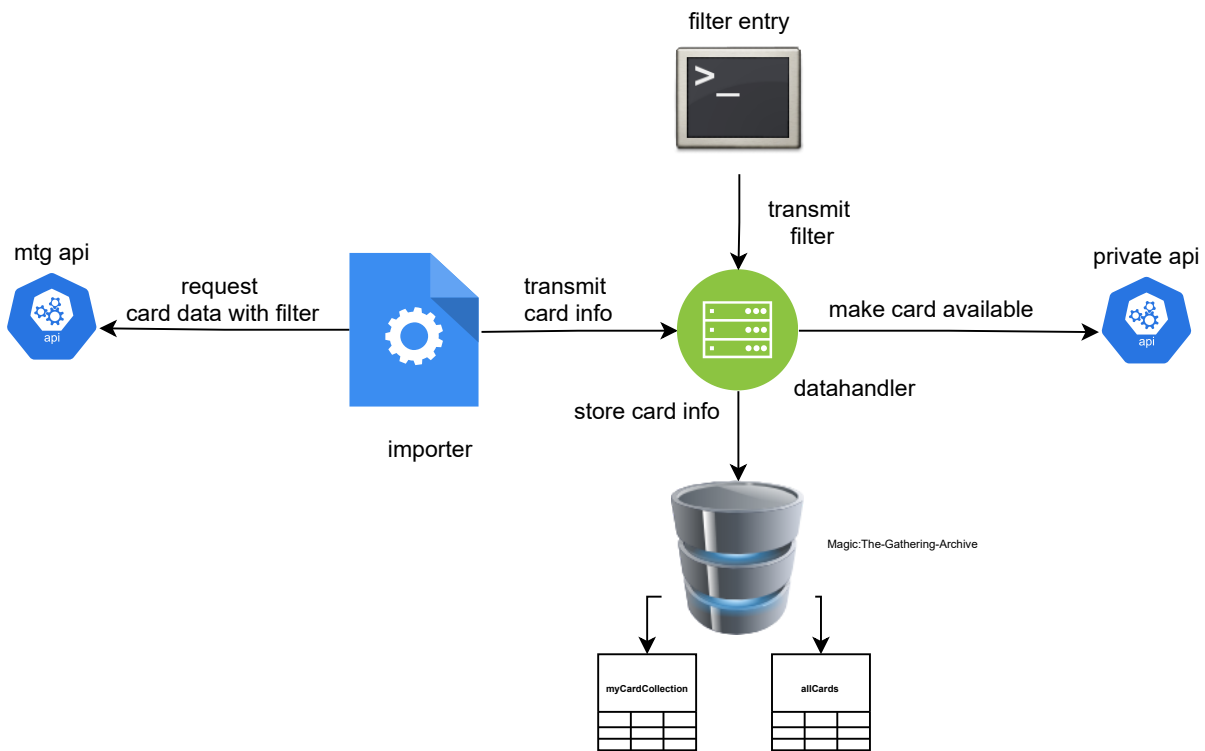 filter entry
>_
transmit
filter
mtg api
api
request
card data with filter
transmit
card info
importer
make card available
private api
api
datahandler
store card info
Magic:The-Gathering-Archive
myCardCollection
allCards